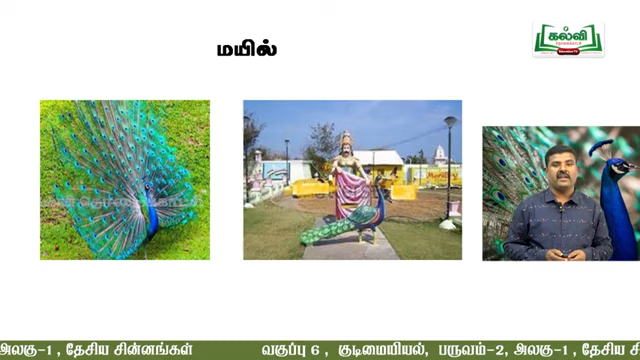 மயில்
கல்வி
அலகு-1 , தேசிய சின்னங்கள்
வகுப்பு 6 , குடிமையியல், பருவம்-2, அலகு-1 , தேசிய சி